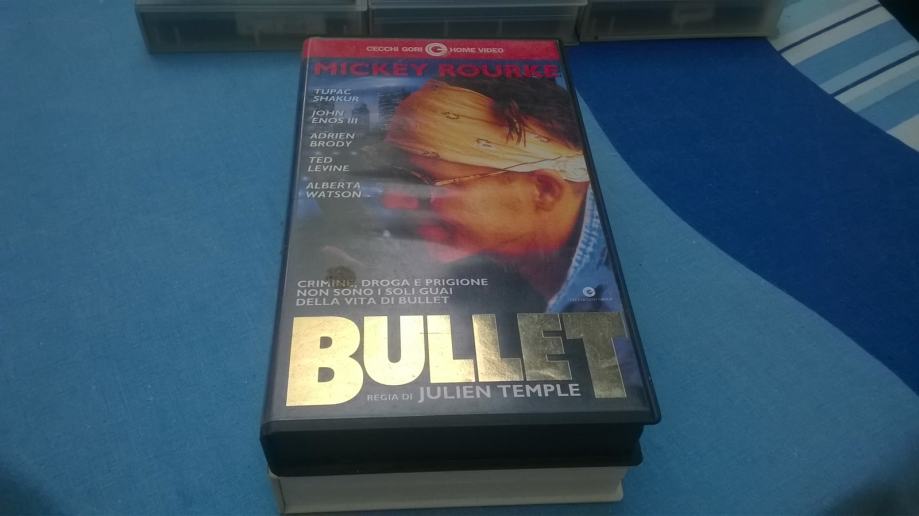 CECCHI GORI G HOME VIDEO
MICKEY ROURKE
TUPAC
SHAKUR
JOHN
ENOS III
ADRIEN
BRODY
TED
LEVINE
ALBERTA
WATSON
CRIMINE, DROGA E PRIGIONE
NON SONO I SOLI GUAI
DELLA VITA DI BULLET
BULLET
REGIA DI JULIEN TEMPLE